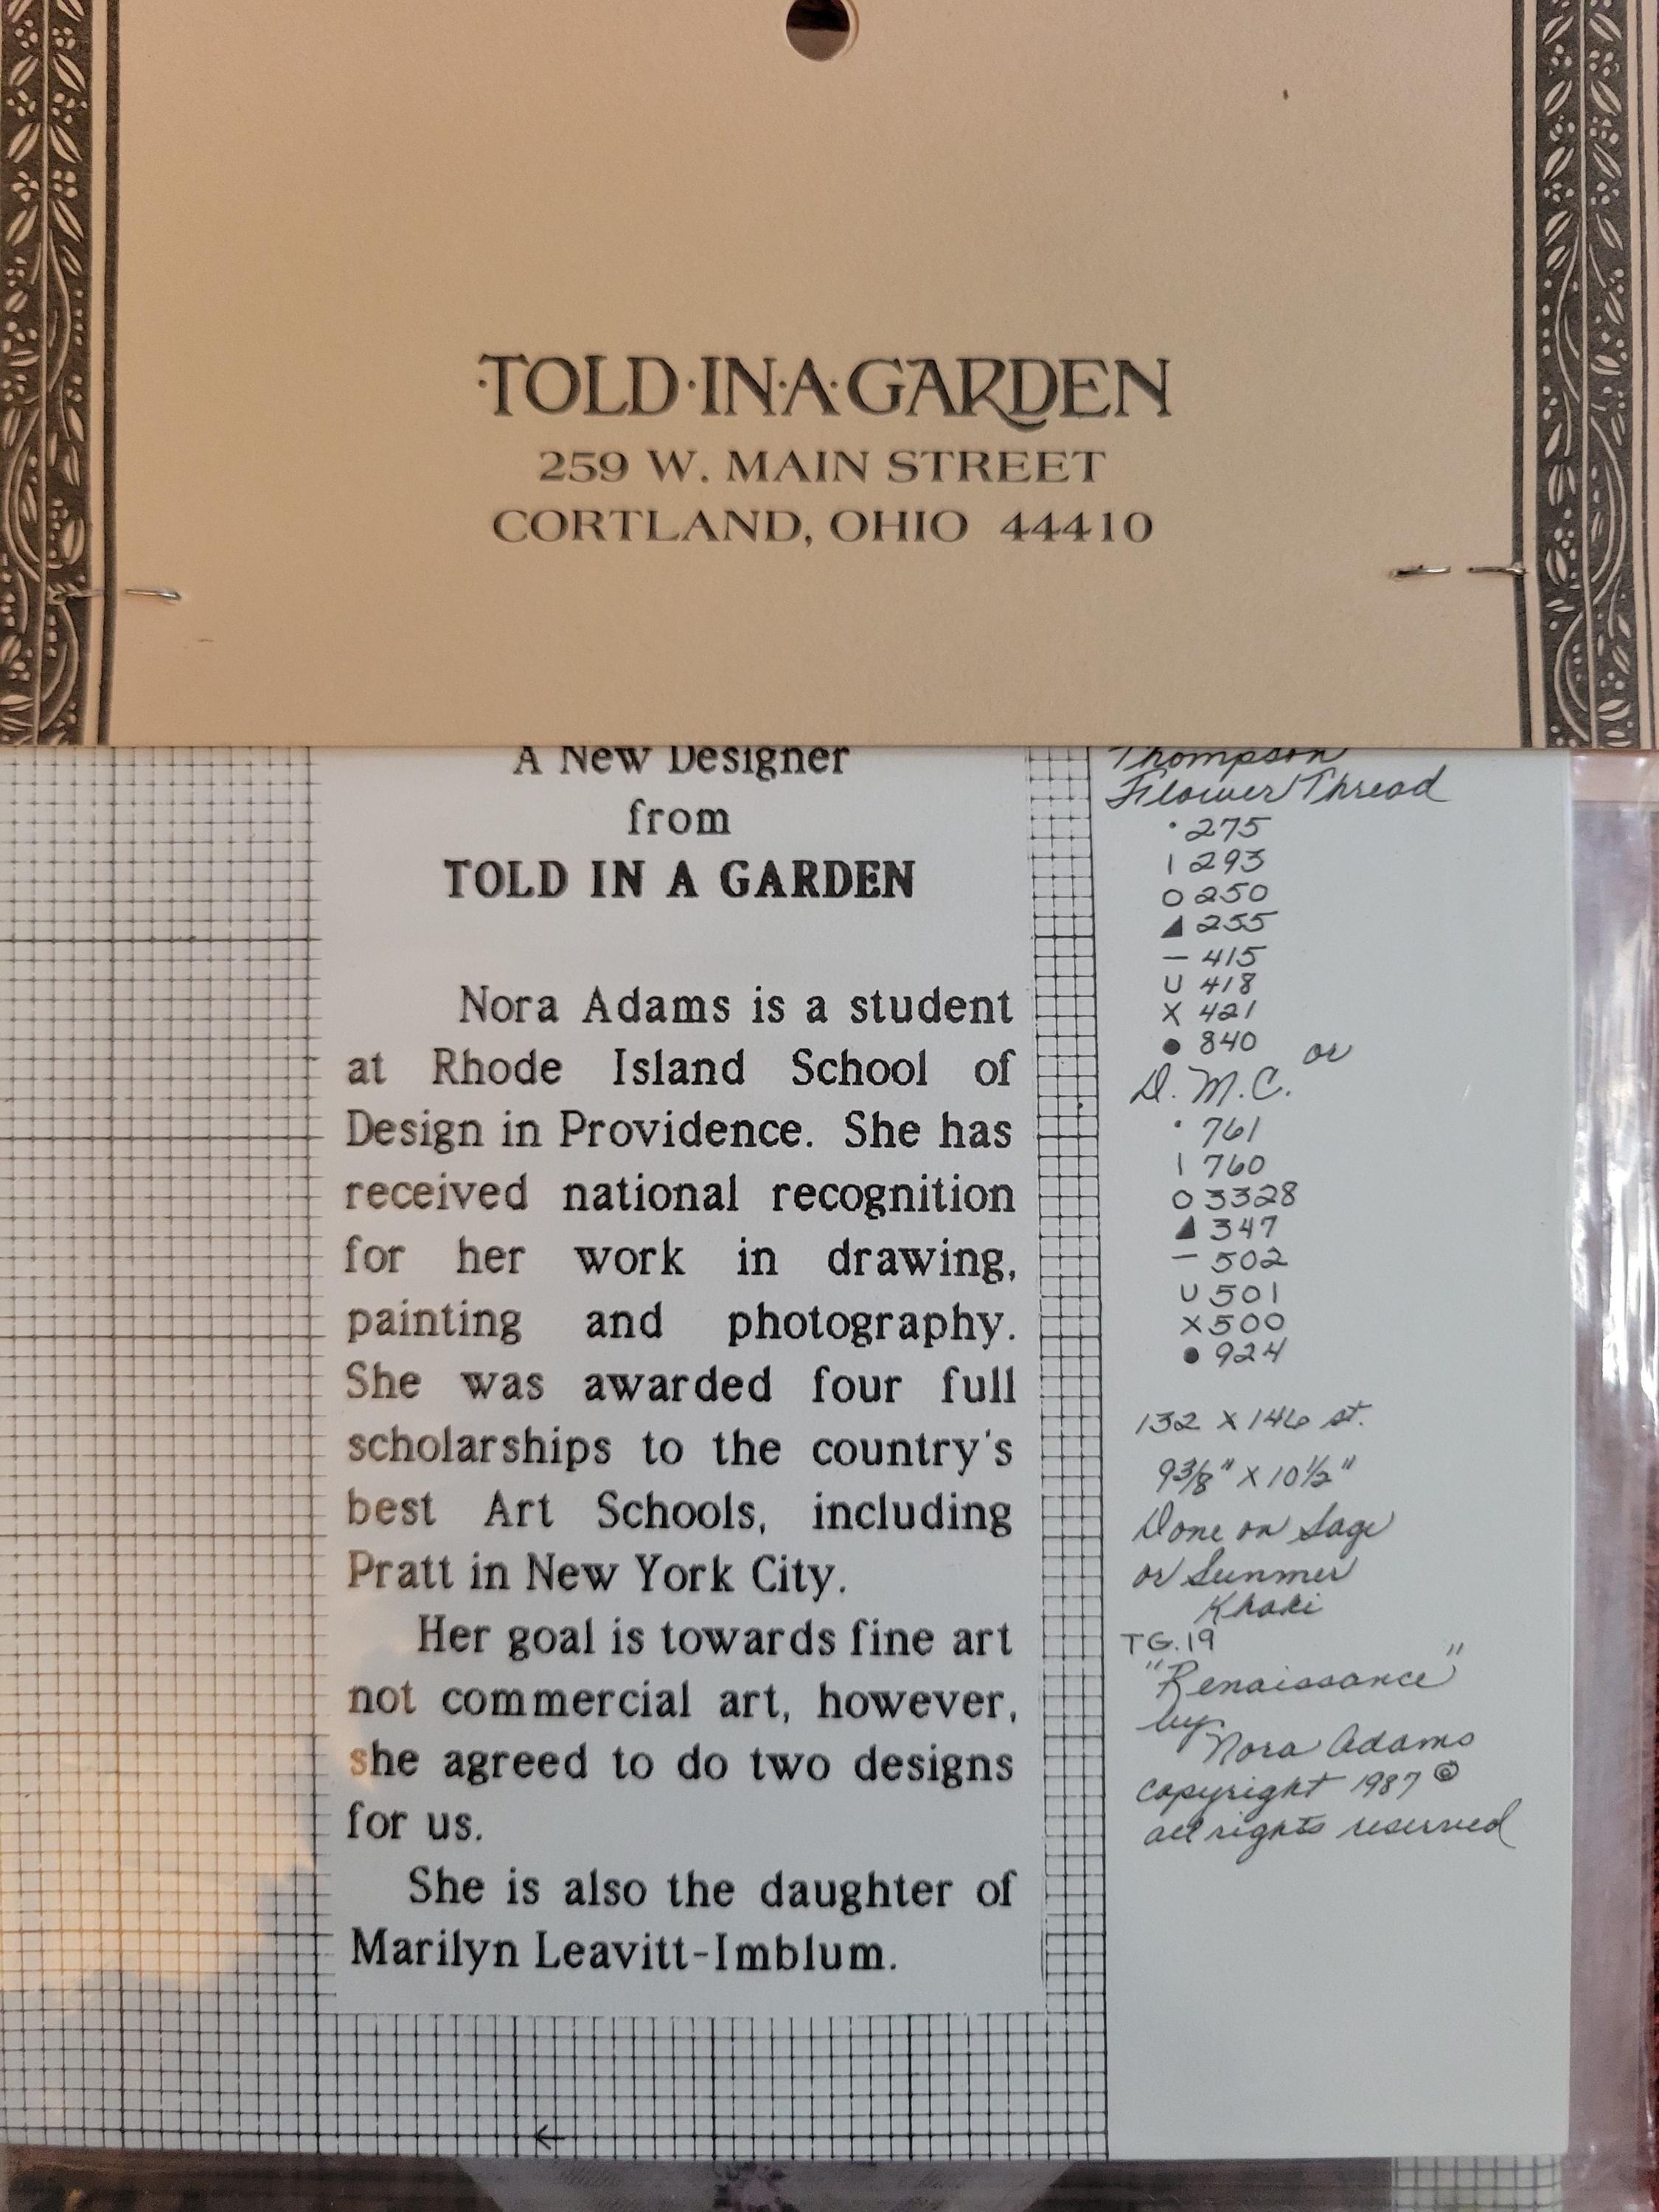 ·TOLD·IN·A·GARDEN
259 W. MAIN STREET
CORTLAND, OHIO 44410
A New Designer
from
TOLD IN A GARDEN
Nora Adams is a student
at Rhode Island School of
Design in Providence. She has
received national recognition
for her work in drawing,
painting and photography.
She was awarded four full
scholarships to the country's
best Art Schools, including
Pratt in New York City.
Her goal is towards fine art
not commercial art, however,
she agreed to do two designs
for us.
She is also the daughter of
Marilyn Leavitt-Imblum.
Thompson
Flower Thread
· 275
| 293
O 250
◢ 255
— 415
U 418
X 421
● 840 or
D.M.C.
· 761
| 760
O 3328
◢ 347
— 502
U 501
X 500
● 924
132 X 146 st.
9 3/8" X 10 1/2"
Done on Sage
or Summer
Khaki
TG.19
"Renaissance"
by
Nora Adams
copyright 1987 ©
all rights reserved